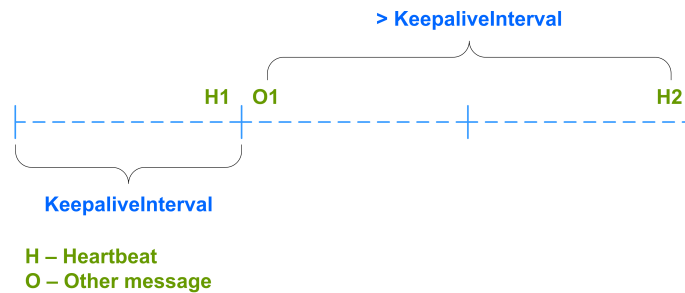 > KeepaliveInterval
H1 O1 H2
KeepaliveInterval
H – Heartbeat
O – Other message